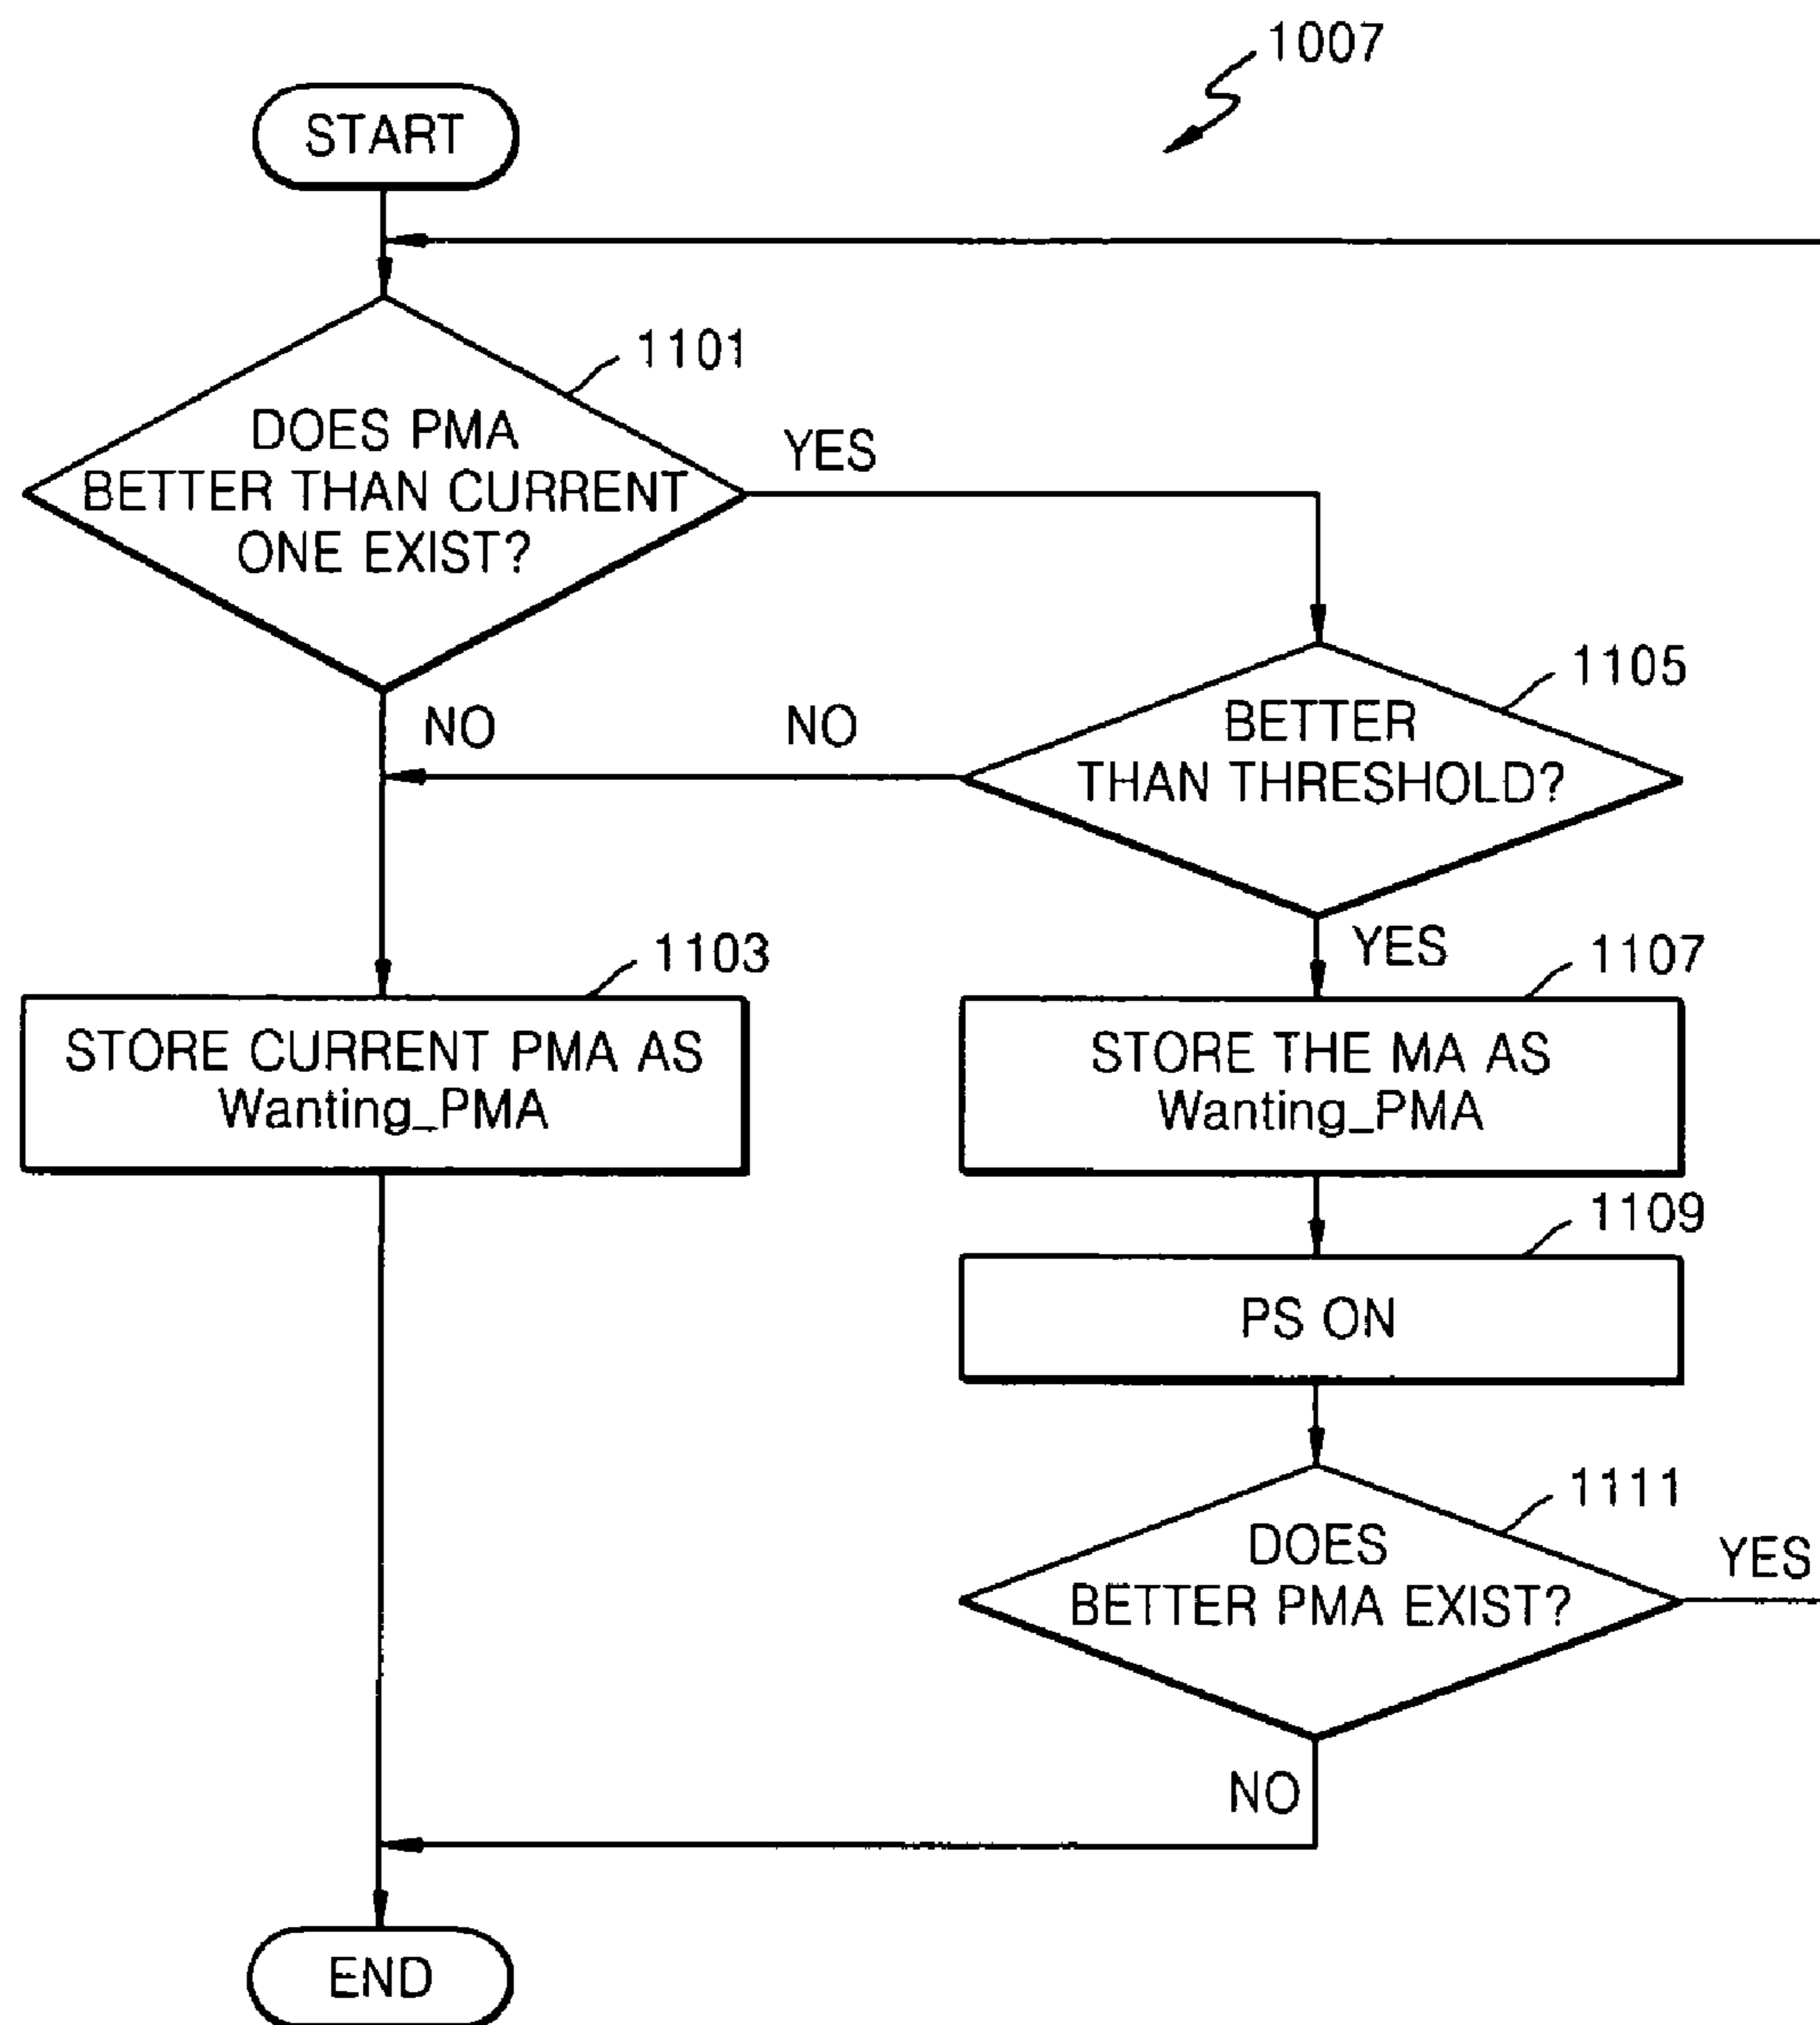 1007
START
1101
DOES PMA
BETTER THAN CURRENT
ONE EXIST?
YES
1105
BETTER
THAN THRESHOLD?
NO
NO
YES
1103
STORE CURRENT PMA AS
Wanting_PMA
1107
STORE THE MA AS
Wanting_PMA
1109
PS ON
1111
DOES
BETTER PMA EXIST?
YES
NO
END